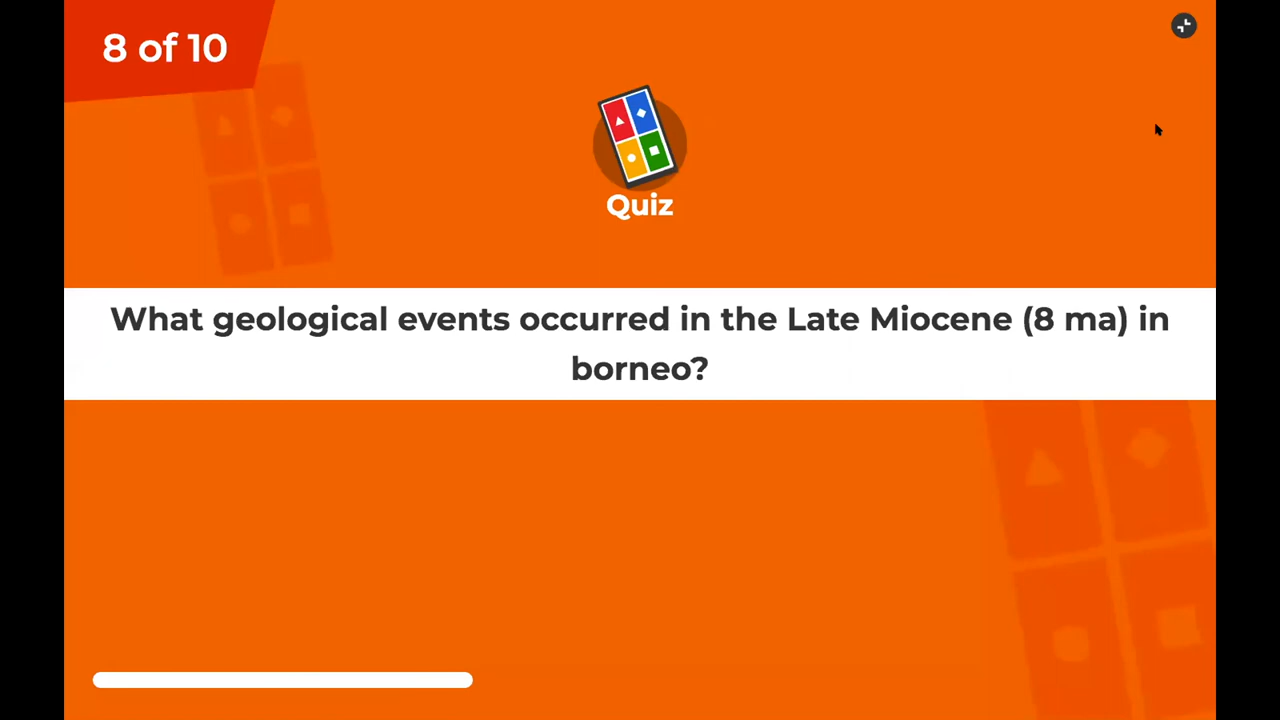 8 of 10
Quiz
What geological events occurred in the Late Miocene (8 ma) in
borneo?